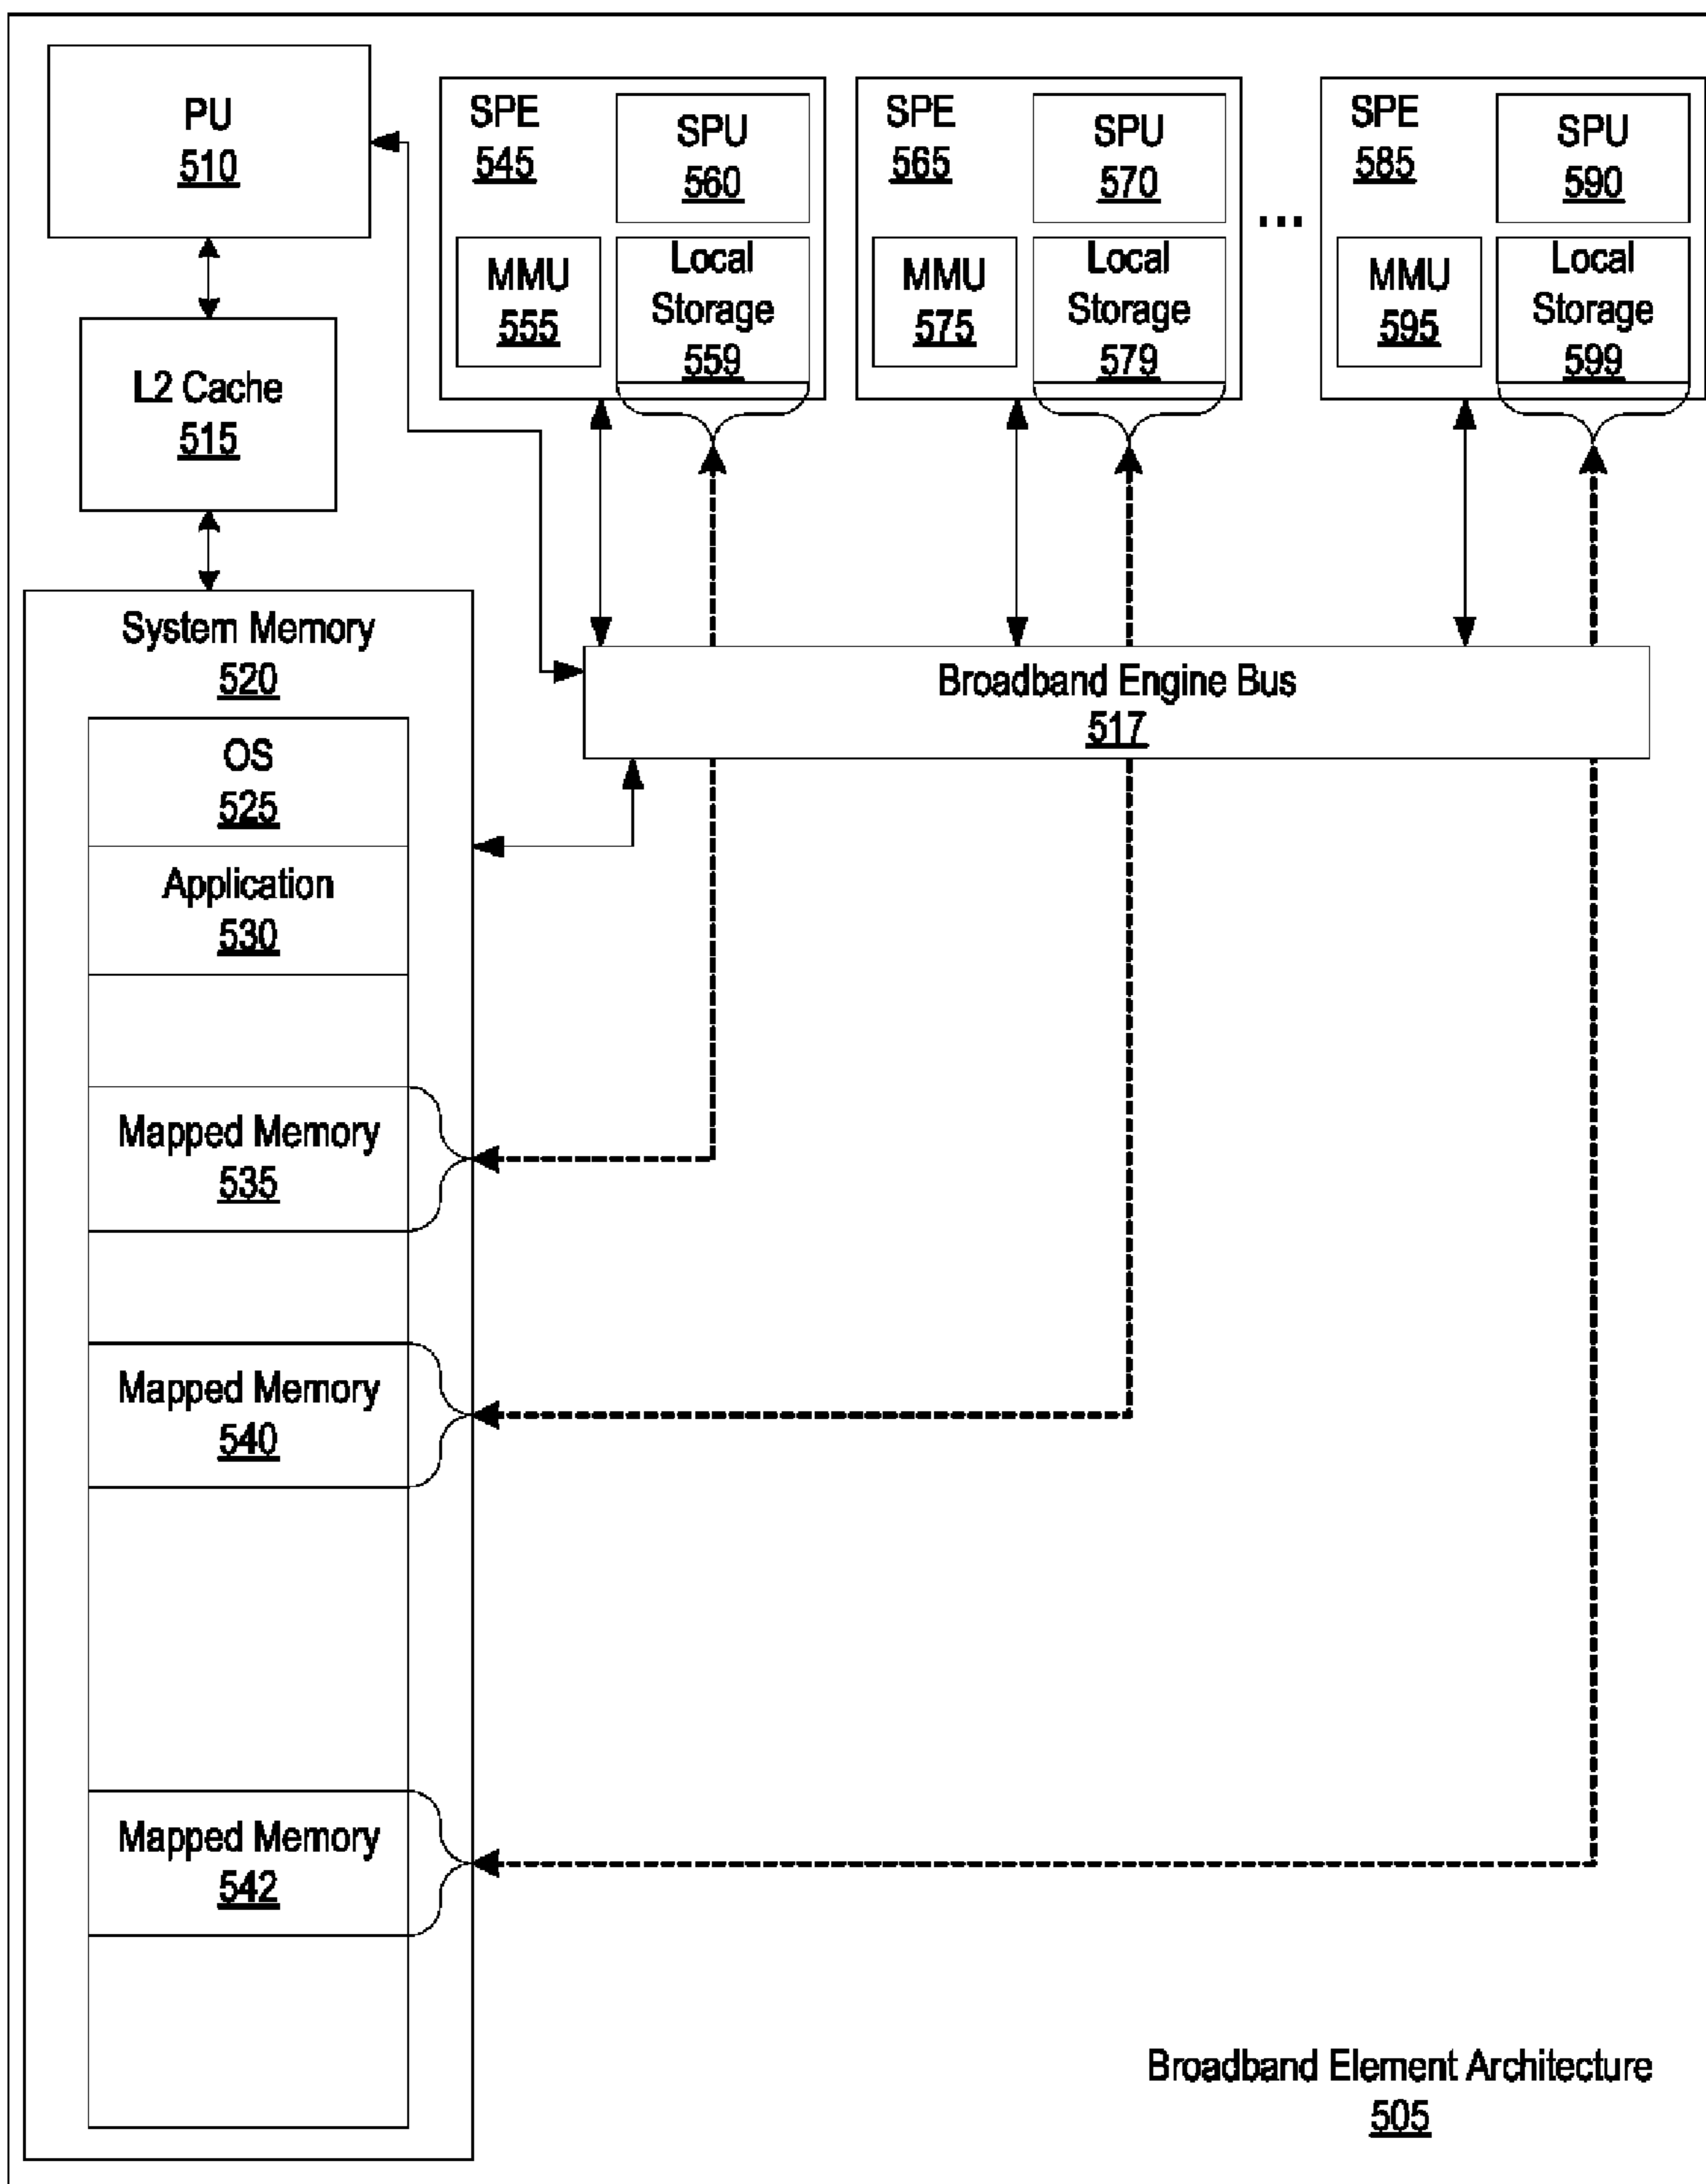 PU
510
SPE
545
SPU
560
MMU
555
Local
Storage
559
SPE
565
SPU
570
MMU
575
Local
Storage
579
...
SPE
585
SPU
590
MMU
595
Local
Storage
599
L2 Cache
515
System Memory
520
Broadband Engine Bus
517
OS
525
Application
530
Mapped Memory
535
Mapped Memory
540
Mapped Memory
542
Broadband Element Architecture
505